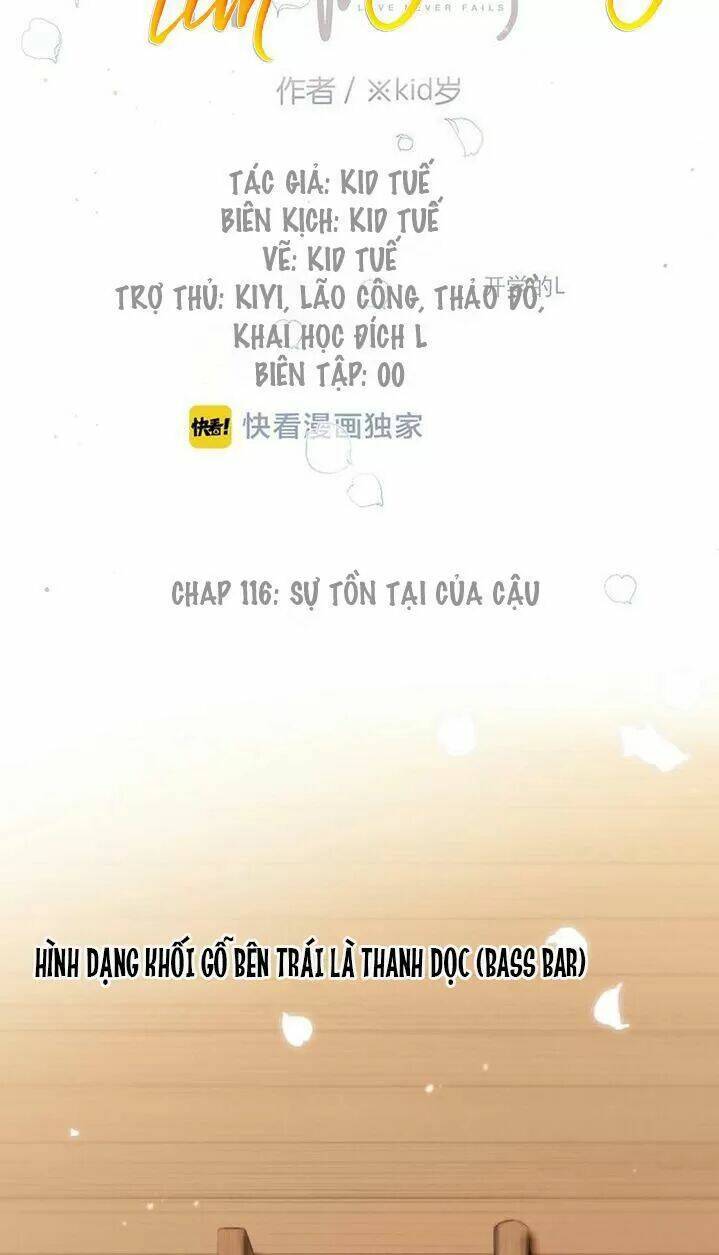 LOVE NEVER FAILS
作者 / ※kid岁
TÁC GIẢ: KID TUẾ
BIÊN KỊCH: KID TUẾ
VẼ: KID TUẾ
开学的L
TRỢ THỦ: KIYI, LÃO CÔNG, THẢO ĐỒ,
KHAI HỌC ĐÍCH L
BIÊN TẬP: 00
快看! 快看漫画独家
CHAP 116: SỰ TỒN TẠI CỦA CẬU
HÌNH DẠNG KHỐI GỖ BÊN TRÁI LÀ THANH DỌC (BASS BAR)